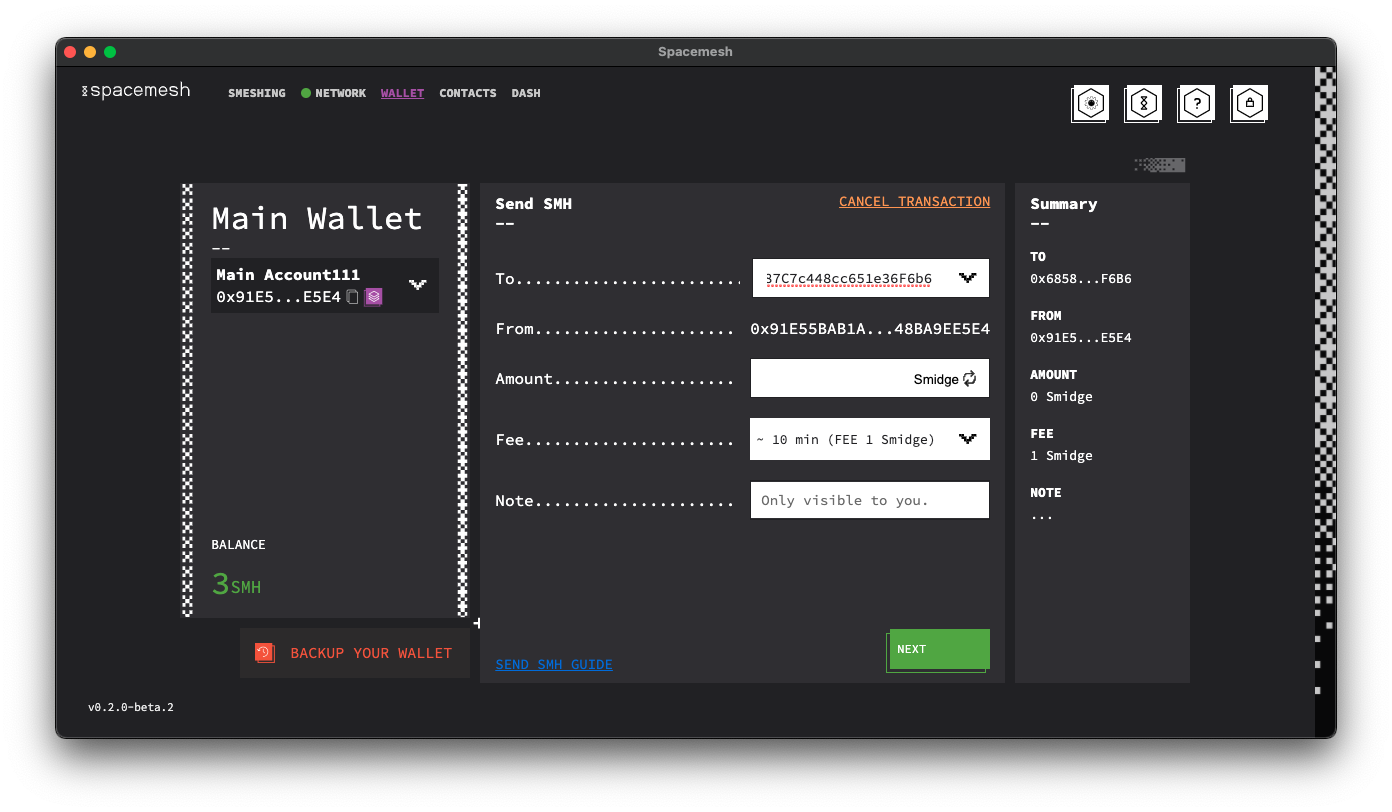 Spacemesh
spacemesh
SMESHING NETWORK WALLET CONTACTS DASH
?
Main Wallet
--
Main Account111
0x91E5...E5E4
BALANCE
3 SMH
BACKUP YOUR WALLET
v0.2.0-beta.2
Send SMH
--
CANCEL TRANSACTION
To........................ 37C7c448cc651e36F6b6
From..................... 0x91E55BAB1A...48BA9EE5E4
Amount................... Smidge
Fee...................... ~ 10 min (FEE 1 Smidge)
Note..................... Only visible to you.
SEND SMH GUIDE
NEXT
Summary
--
TO
0x6858...F6B6
FROM
0x91E5...E5E4
AMOUNT
0 Smidge
FEE
1 Smidge
NOTE
...